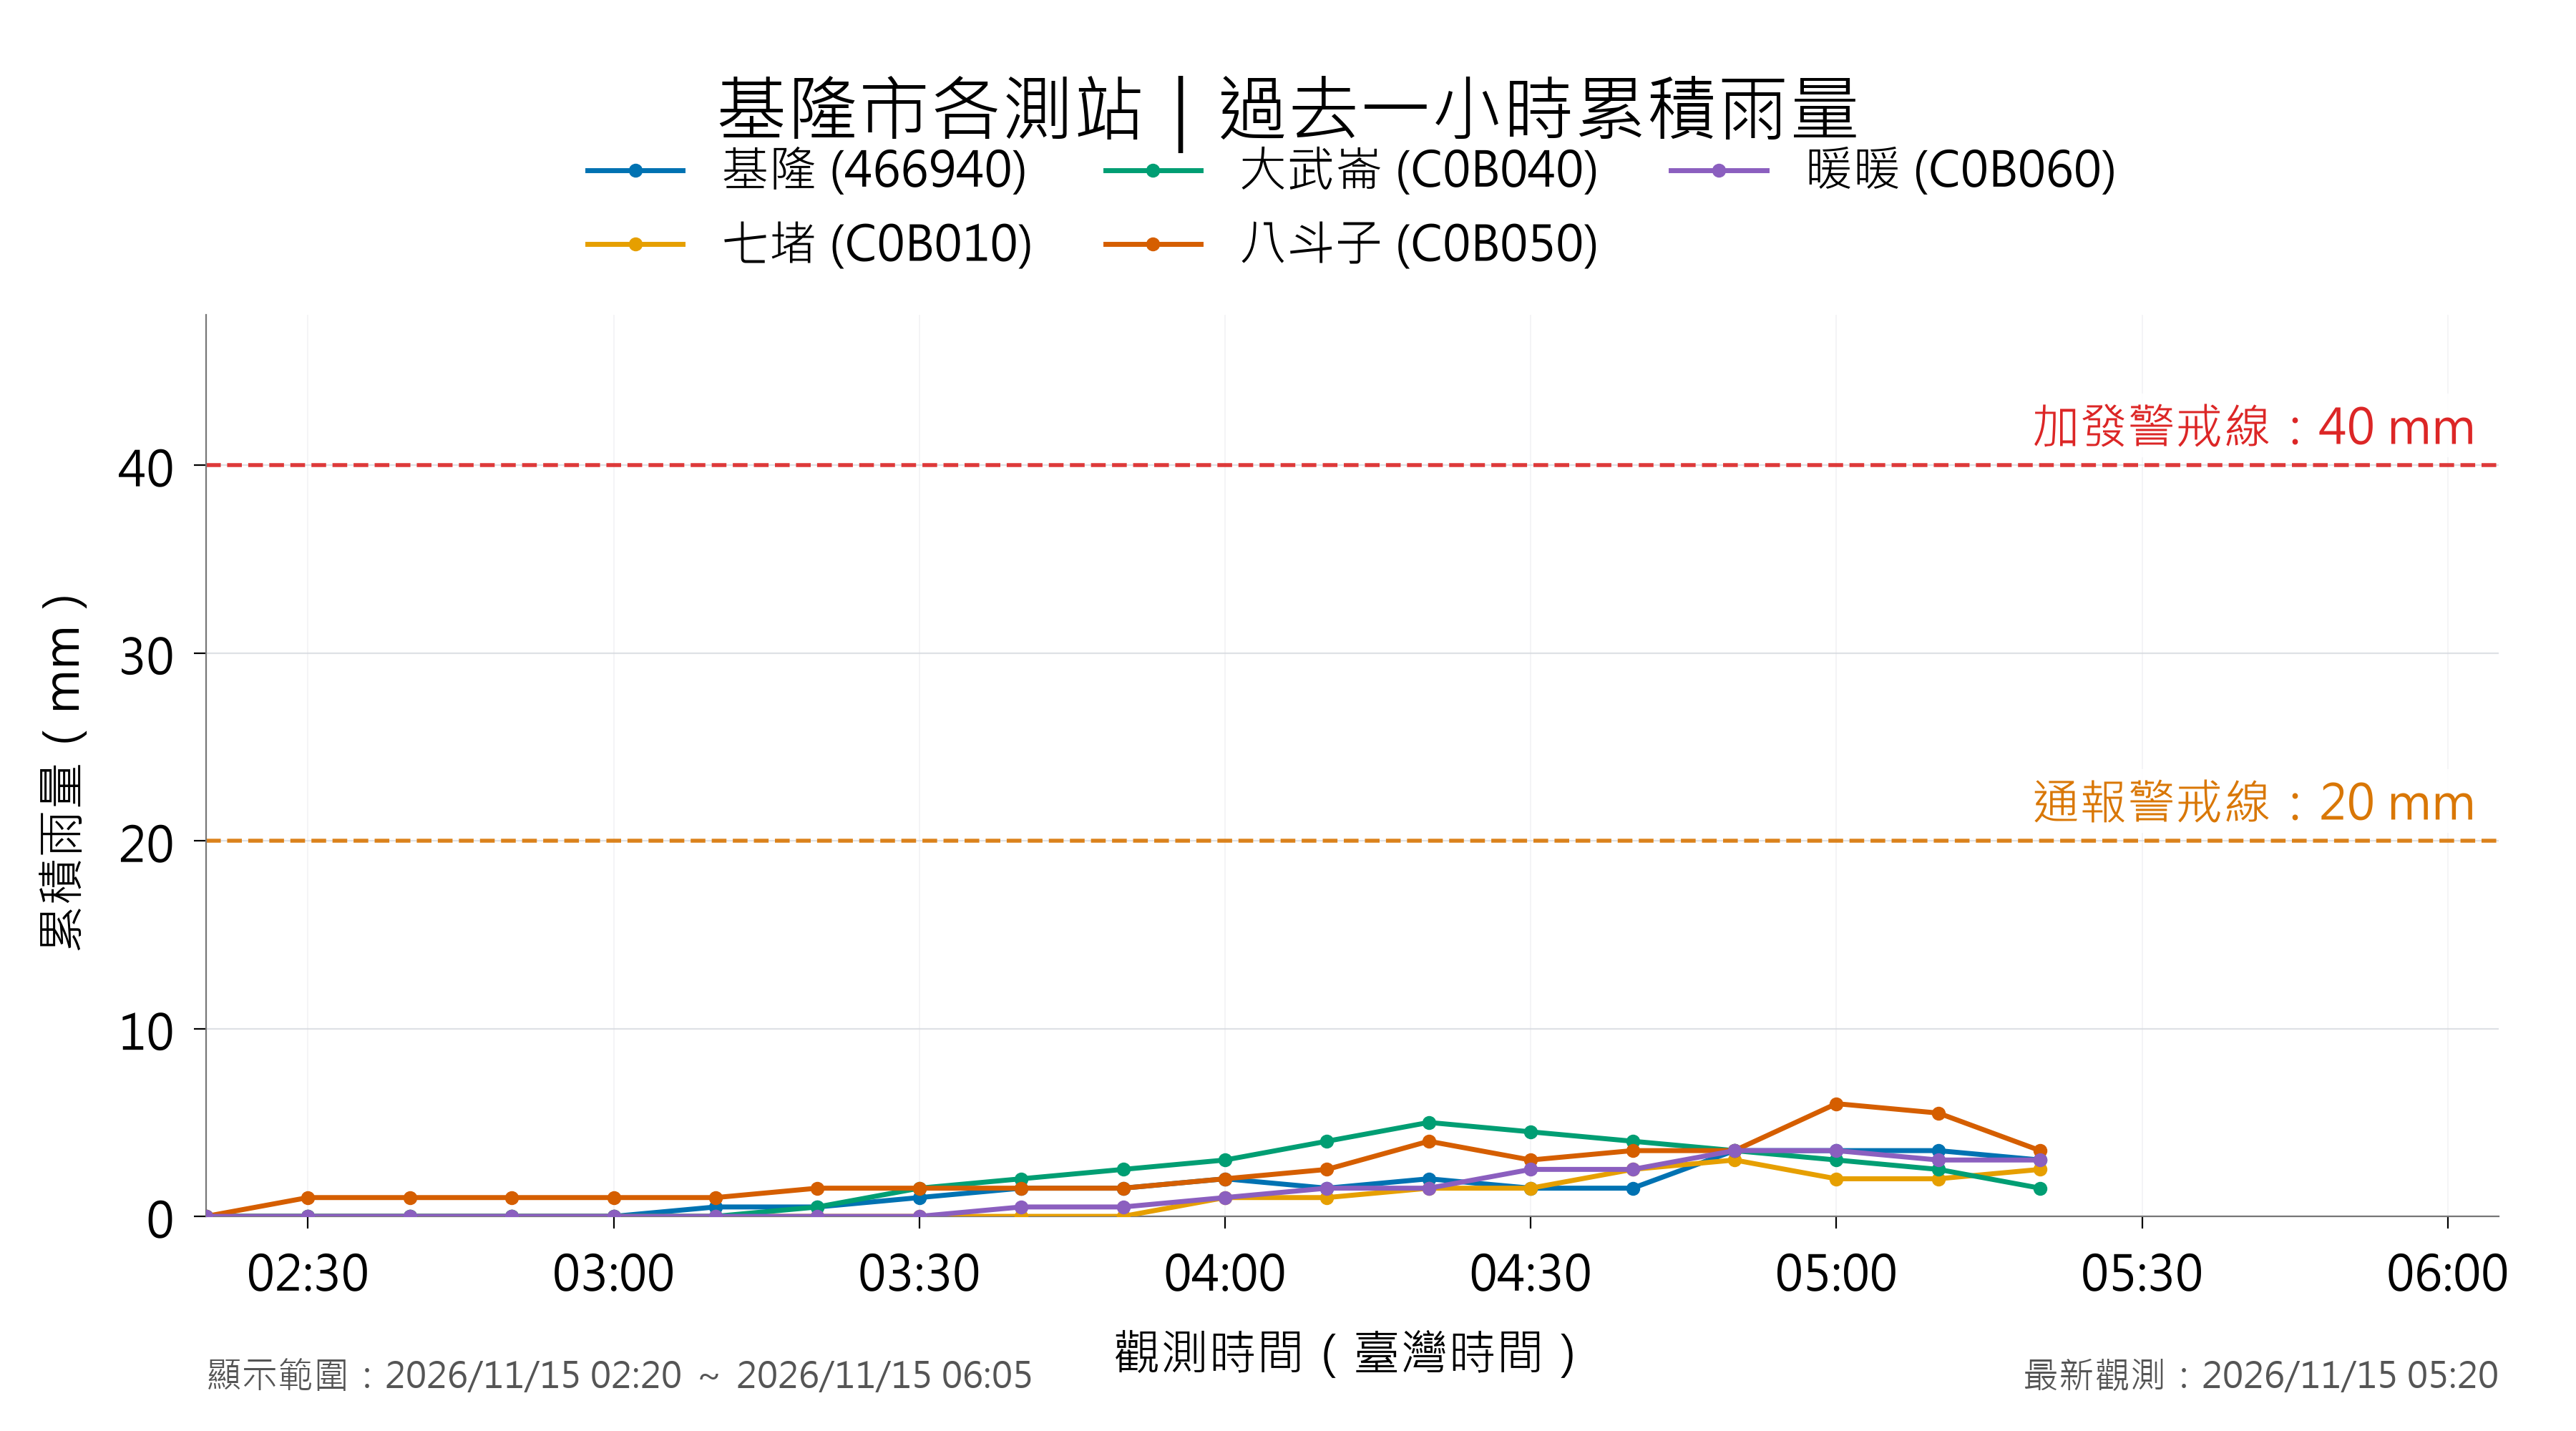 基隆市各測站｜過去一小時累積雨量
基隆 (466940)
大武崙 (C0B040)
暖暖 (C0B060)
七堵 (C0B010)
八斗子 (C0B050)
累積雨量（mm）
40
30
20
10
0
加發警戒線：40 mm
通報警戒線：20 mm
02:30 03:00 03:30 04:00 04:30 05:00 05:30 06:00
觀測時間（臺灣時間）
顯示範圍：2026/11/15 02:20 ~ 2026/11/15 06:05
最新觀測：2026/11/15 05:20